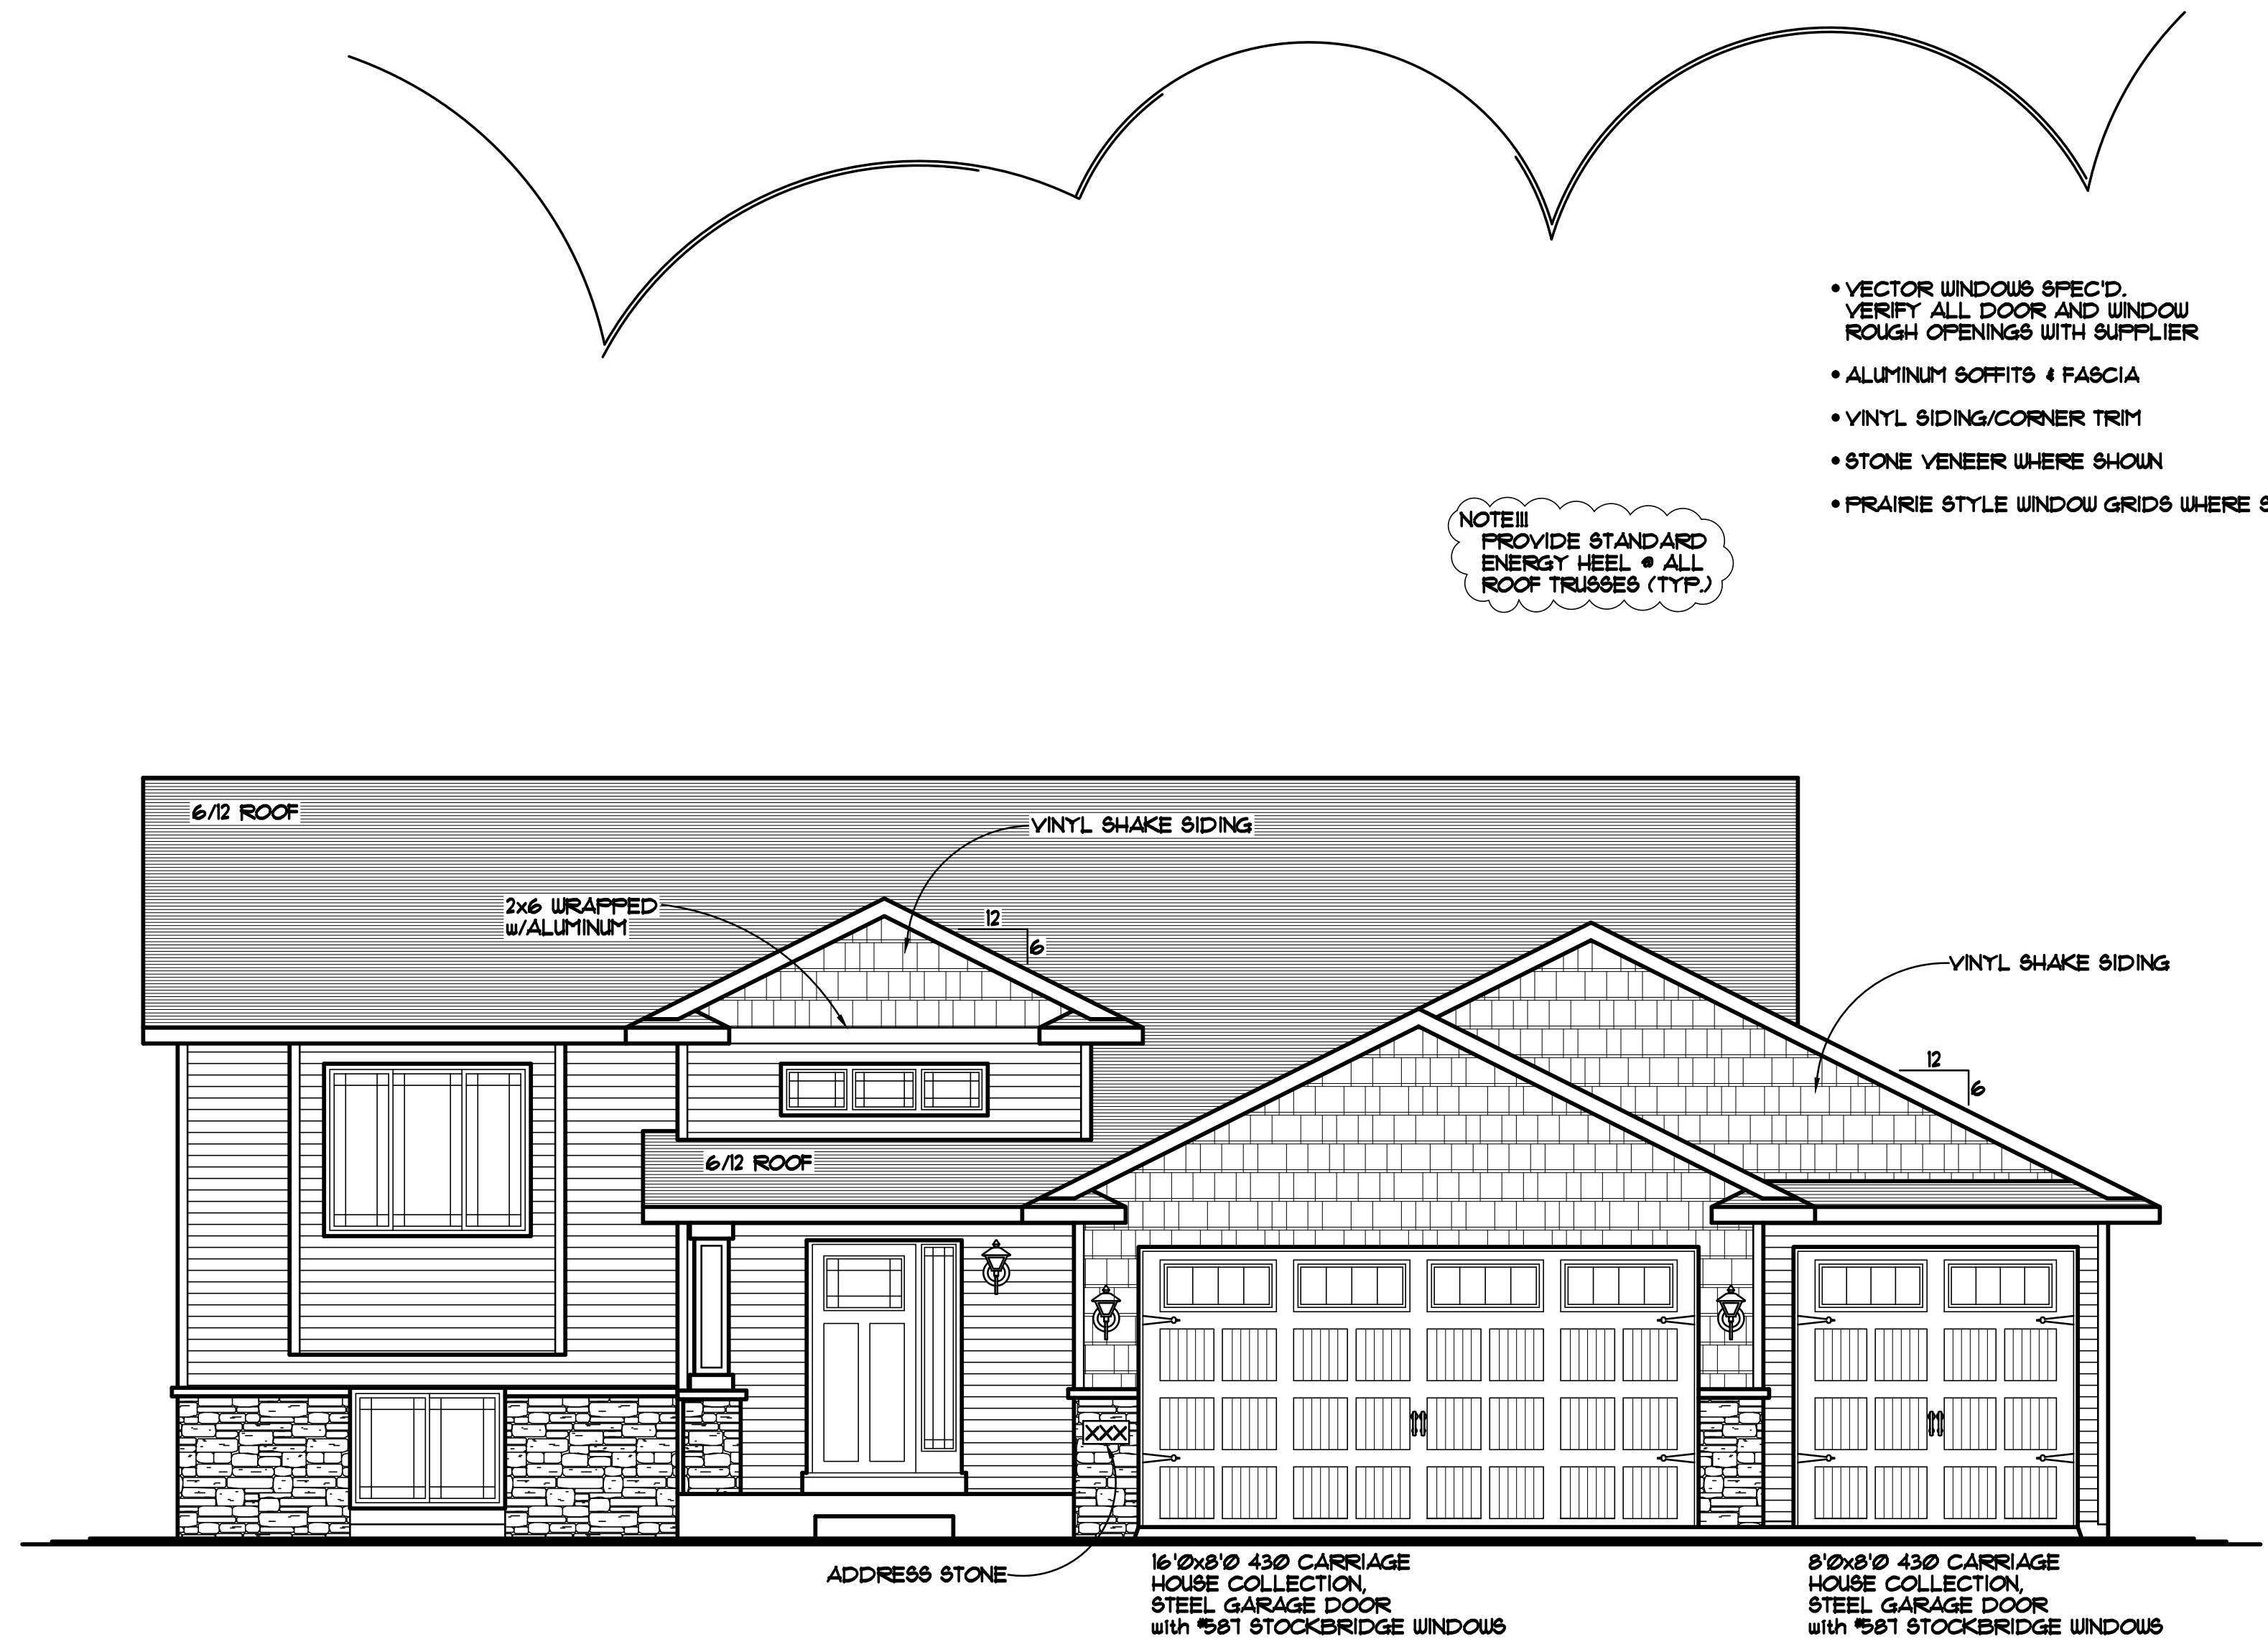 • VECTOR WINDOWS SPEC'D.
VERIFY ALL DOOR AND WINDOW
ROUGH OPENINGS WITH SUPPLIER
• ALUMINUM SOFFITS & FASCIA
• VINYL SIDING/CORNER TRIM
• STONE VENEER WHERE SHOWN
• PRAIRIE STYLE WINDOW GRIDS WHERE S
NOTE!!!
PROVIDE STANDARD
ENERGY HEEL @ ALL
ROOF TRUSSES (TYP.)
6/12 ROOF
VINYL SHAKE SIDING
2x6 WRAPPED
w/ALUMINUM
12
6
VINYL SHAKE SIDING
12
6
6/12 ROOF
XXX
ADDRESS STONE
16'0x8'0 430 CARRIAGE
HOUSE COLLECTION,
STEEL GARAGE DOOR
with #587 STOCKBRIDGE WINDOWS
8'0x8'0 430 CARRIAGE
HOUSE COLLECTION,
STEEL GARAGE DOOR
with #587 STOCKBRIDGE WINDOWS